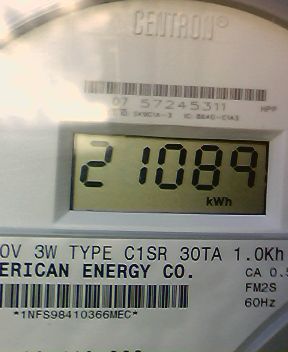 CENTRON®
07 57245311 HPP
21089
kWh
0V 3W TYPE C1SR 30TA 1.0Kh
ERICAN ENERGY CO.
CA 0.5
FM2S
60Hz
*1NFS98410366MEC*